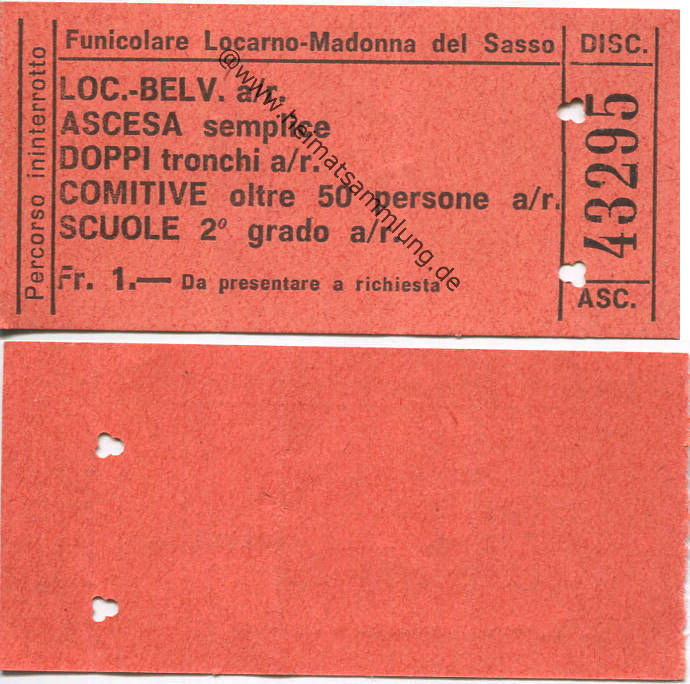 Percorso ininterrotto
Funicolare Locarno-Madonna del Sasso
LOC.-BELV. a/r.
ASCESA semplice
DOPPI tronchi a/r.
COMITIVE oltre 50 persone a/r.
SCUOLE 2º grado a/r.
Fr. 1.— Da presentare a richiesta
DISC.
43295
ASC.
@www.heimatsammlung.de